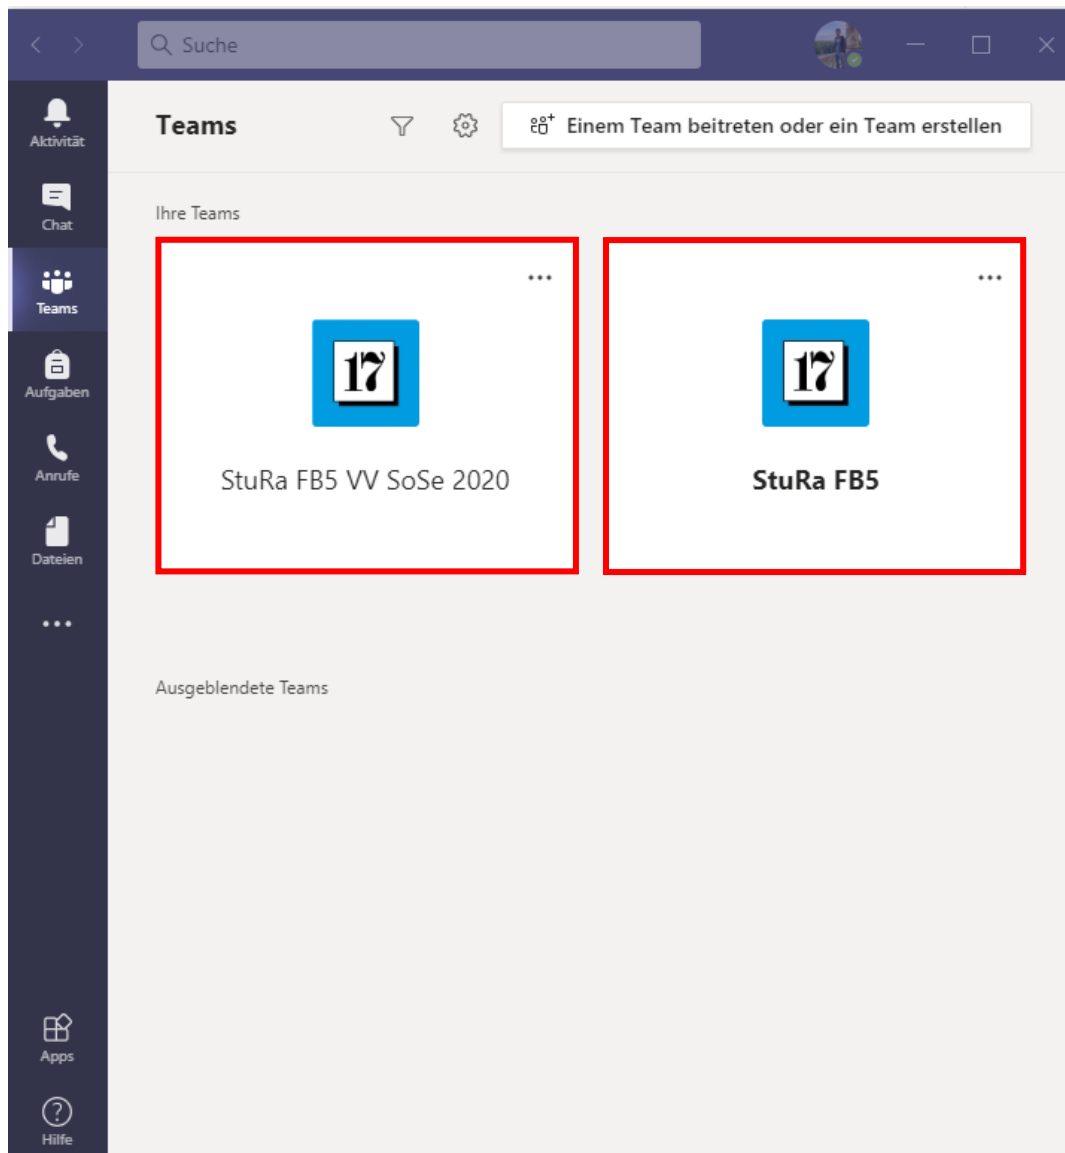 Suche
Aktivität
Chat
Teams
Aufgaben
Anrufe
Dateien
Apps
Hilfe
Teams
Einem Team beitreten oder ein Team erstellen
Ihre Teams
17
StuRa FB5 VV SoSe 2020
17
StuRa FB5
Ausgeblendete Teams